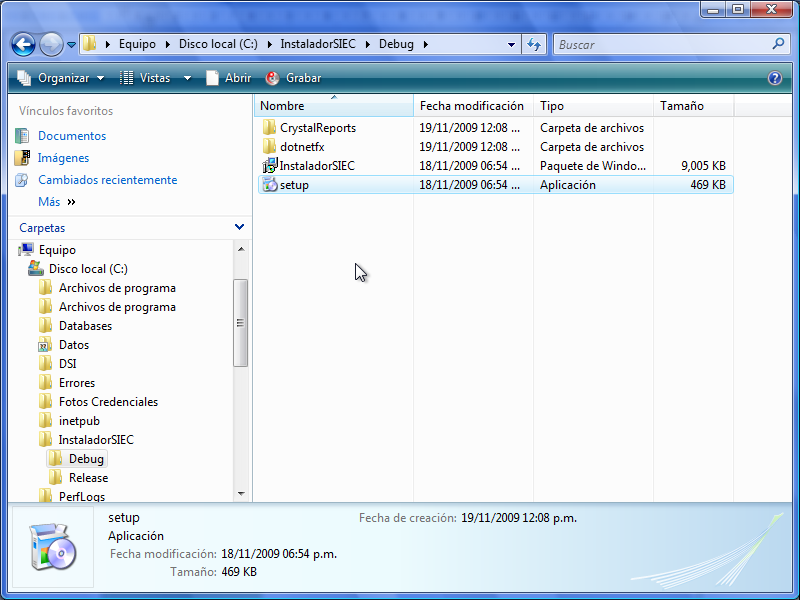 Equipo Disco local (C:) InstaladorSIEC Debug
Buscar
Organizar Vistas Abrir Grabar
Vínculos favoritos
Documentos
Imágenes
Cambiados recientemente
Más »
Carpetas
Equipo
Disco local (C:)
Archivos de programa
Archivos de programa
Databases
Datos
DSI
Errores
Fotos Credenciales
inetpub
InstaladorSIEC
Debug
Release
PerfLogs
Nombre Fecha modificación Tipo Tamaño
CrystalReports 19/11/2009 12:08 ... Carpeta de archivos
dotnetfx 19/11/2009 12:08 ... Carpeta de archivos
InstaladorSIEC 18/11/2009 06:54 ... Paquete de Windo... 9,005 KB
setup 18/11/2009 06:54 ... Aplicación 469 KB
setup
Aplicación
Fecha modificación: 18/11/2009 06:54 p.m.
Tamaño: 469 KB
Fecha de creación: 19/11/2009 12:08 p.m.